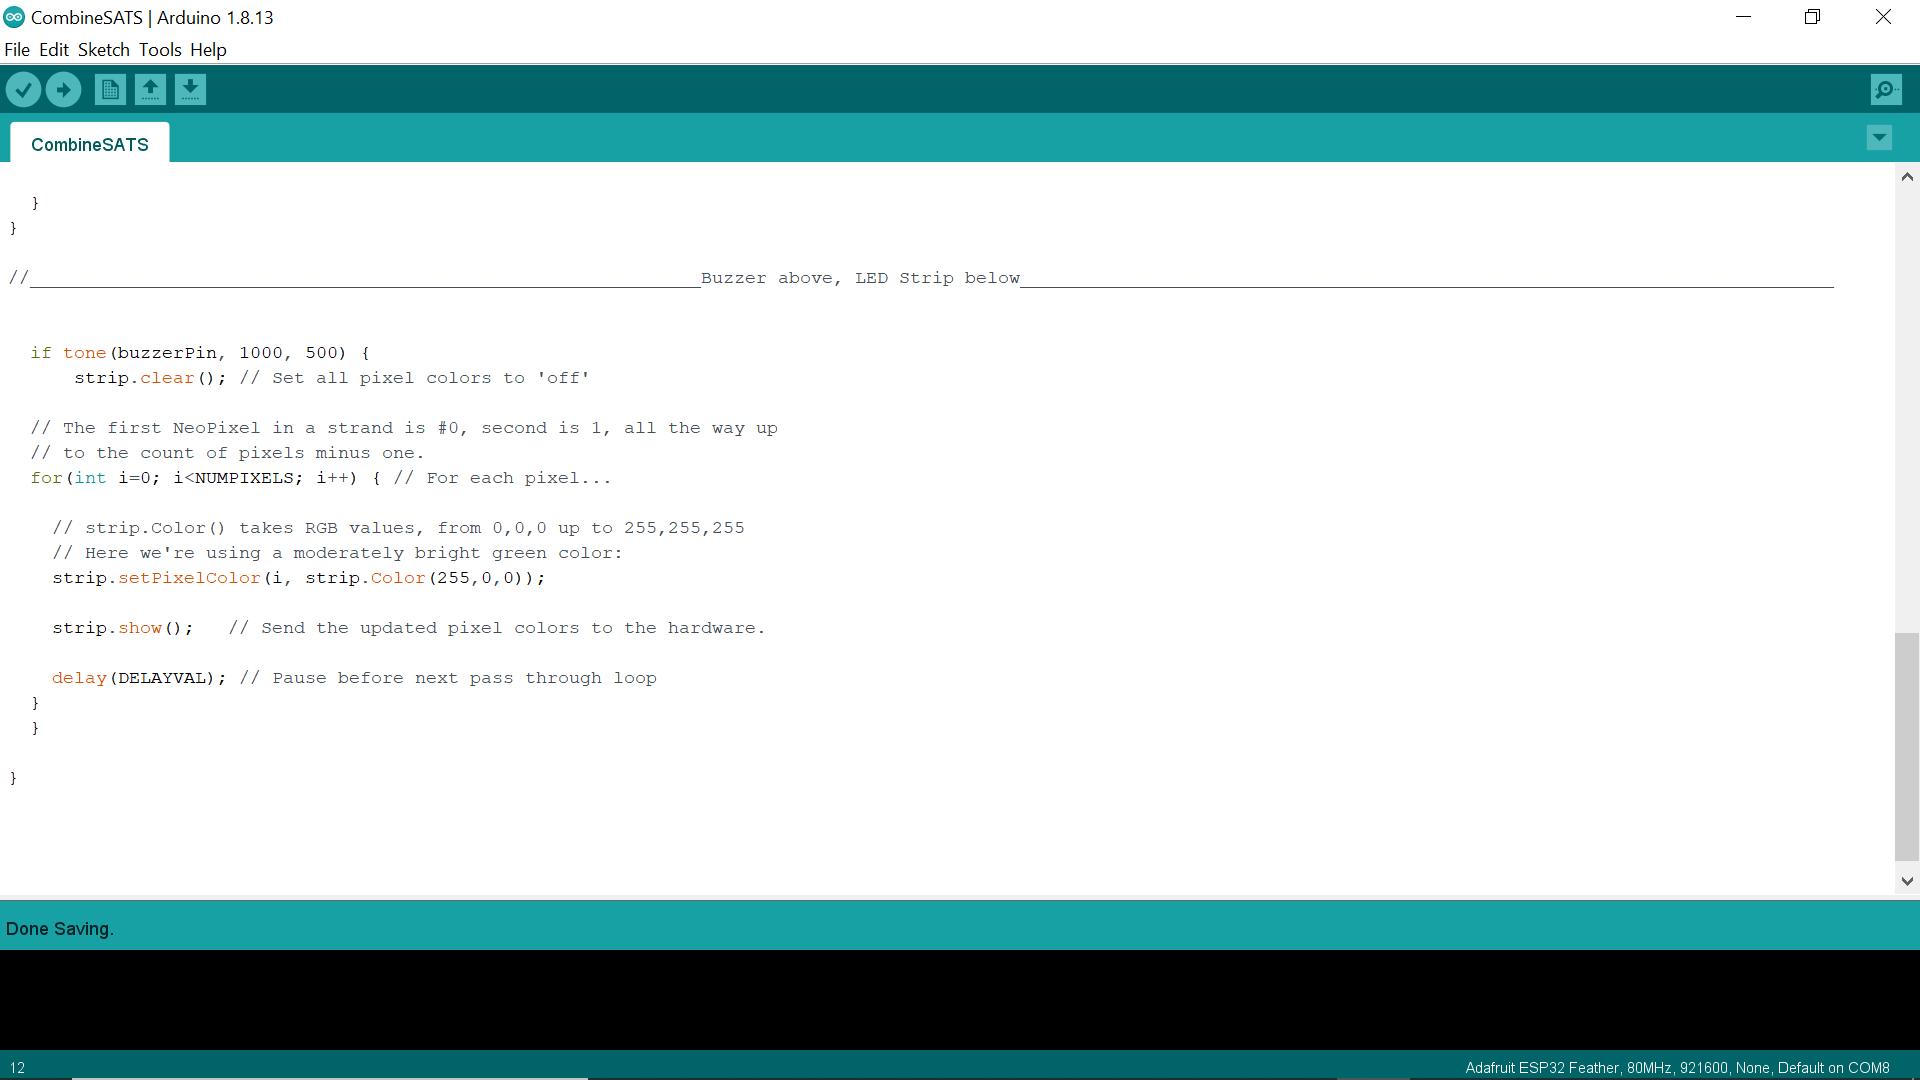 CombineSATS | Arduino 1.8.13
File Edit Sketch Tools Help
CombineSATS
}
}
//_____________________________________________________________Buzzer above, LED Strip below__________________________________________________________________________
if tone(buzzerPin, 1000, 500) {
strip.clear(); // Set all pixel colors to 'off'
// The first NeoPixel in a strand is #0, second is 1, all the way up
// to the count of pixels minus one.
for(int i=0; i<NUMPIXELS; i++) { // For each pixel...
// strip.Color() takes RGB values, from 0,0,0 up to 255,255,255
// Here we're using a moderately bright green color:
strip.setPixelColor(i, strip.Color(255,0,0));
strip.show();   // Send the updated pixel colors to the hardware.
delay(DELAYVAL); // Pause before next pass through loop
}
}
}
Done Saving.
12
Adafruit ESP32 Feather, 80MHz, 921600, None, Default on COM8